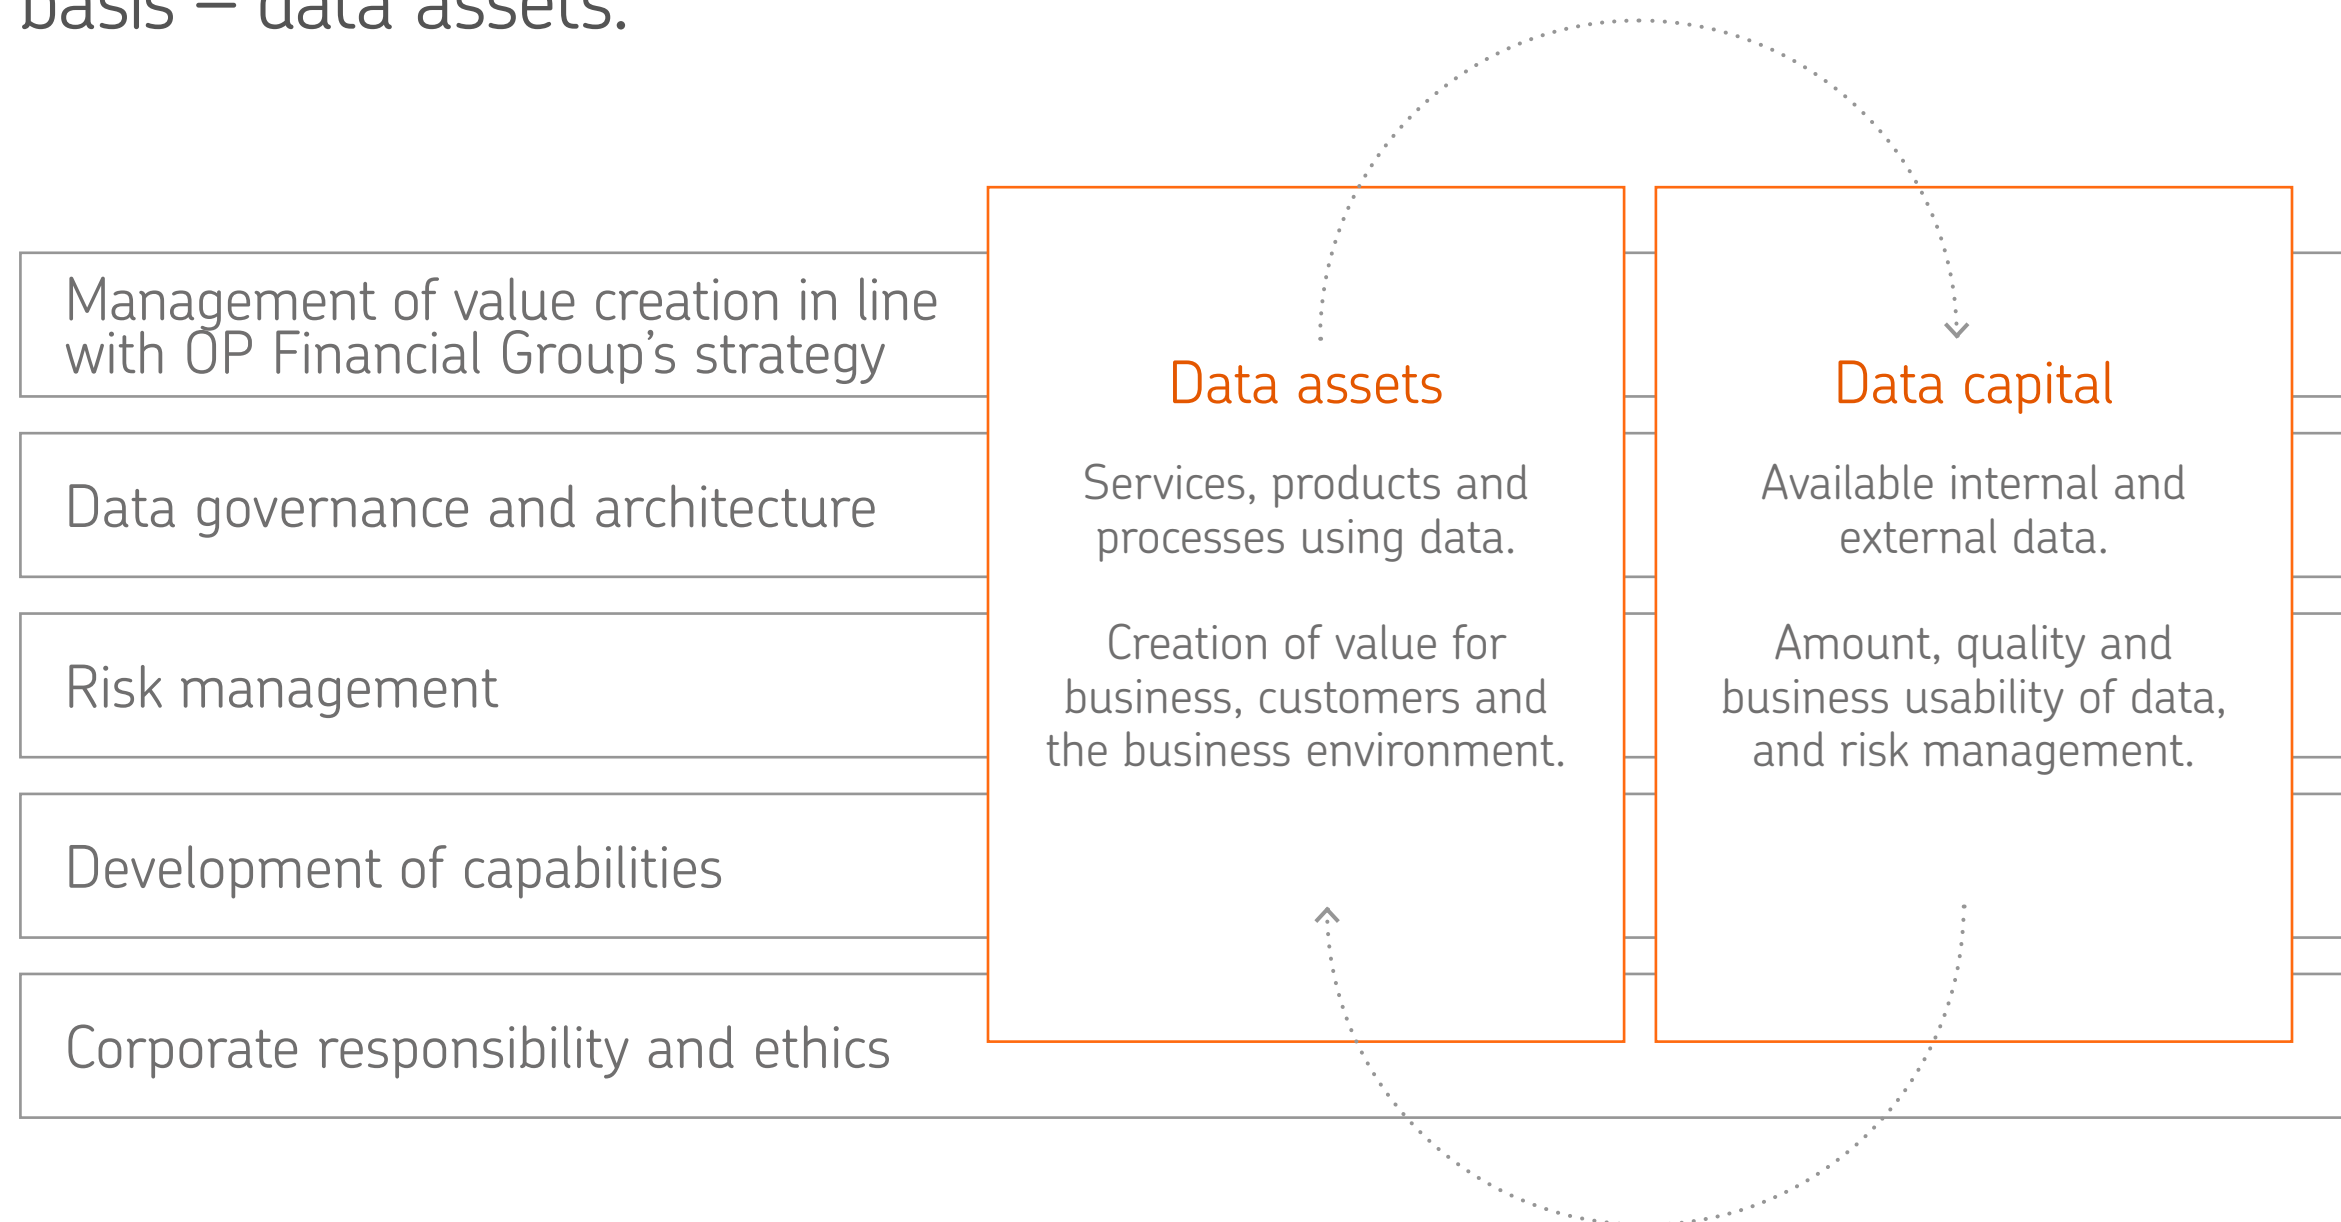 basis – data assets.
Management of value creation in line
with OP Financial Group's strategy
Data governance and architecture
Risk management
Development of capabilities
Corporate responsibility and ethics
Data assets
Services, products and
processes using data.
Creation of value for
business, customers and
the business environment.
Data capital
Available internal and
external data.
Amount, quality and
business usability of data,
and risk management.